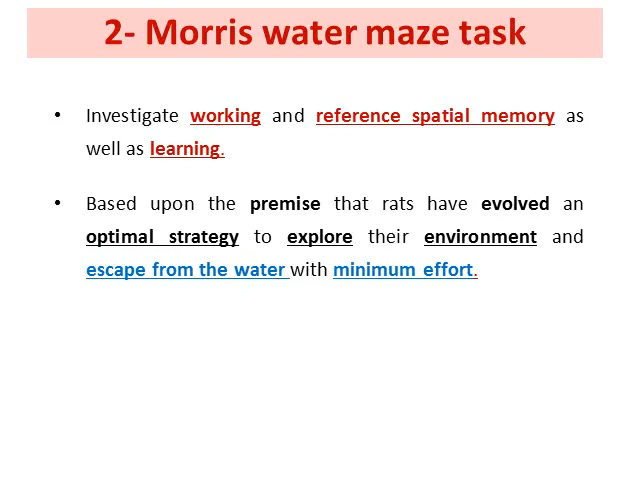 2- Morris water maze task
• Investigate working and reference spatial memory as
well as learning.
• Based upon the premise that rats have evolved an
optimal strategy to explore their environment and
escape from the water with minimum effort.